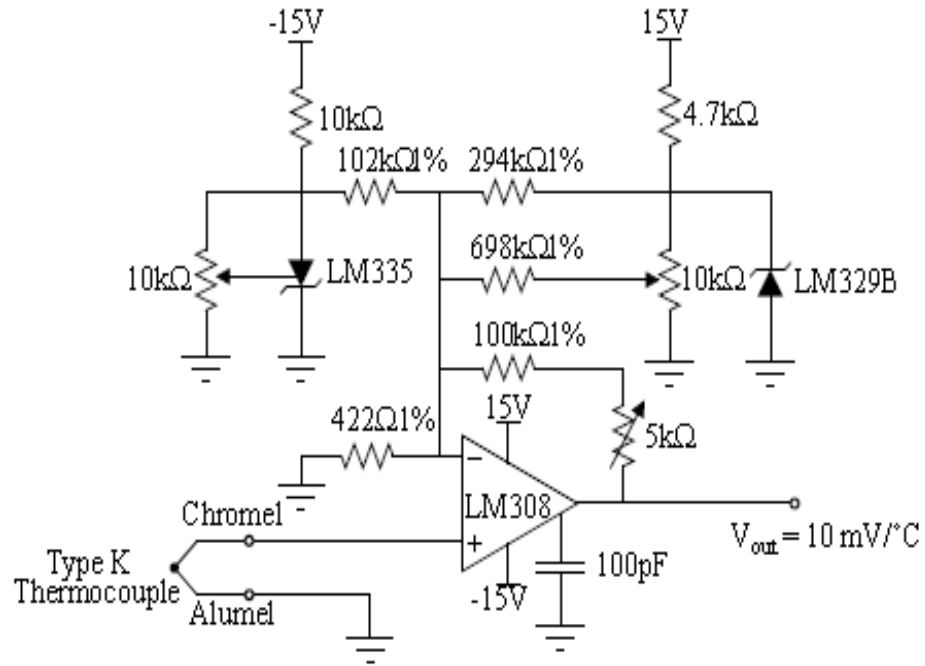 -15V
15V
10kΩ
4.7kΩ
102kΩ1%
294kΩ1%
10kΩ
LM335
698kΩ1%
10kΩ
LM329B
100kΩ1%
422Ω1%
15V
5kΩ
−
LM308
+
Chromel
Type K
Thermocouple
Alumel
-15V
100pF
Vout = 10 mV/°C